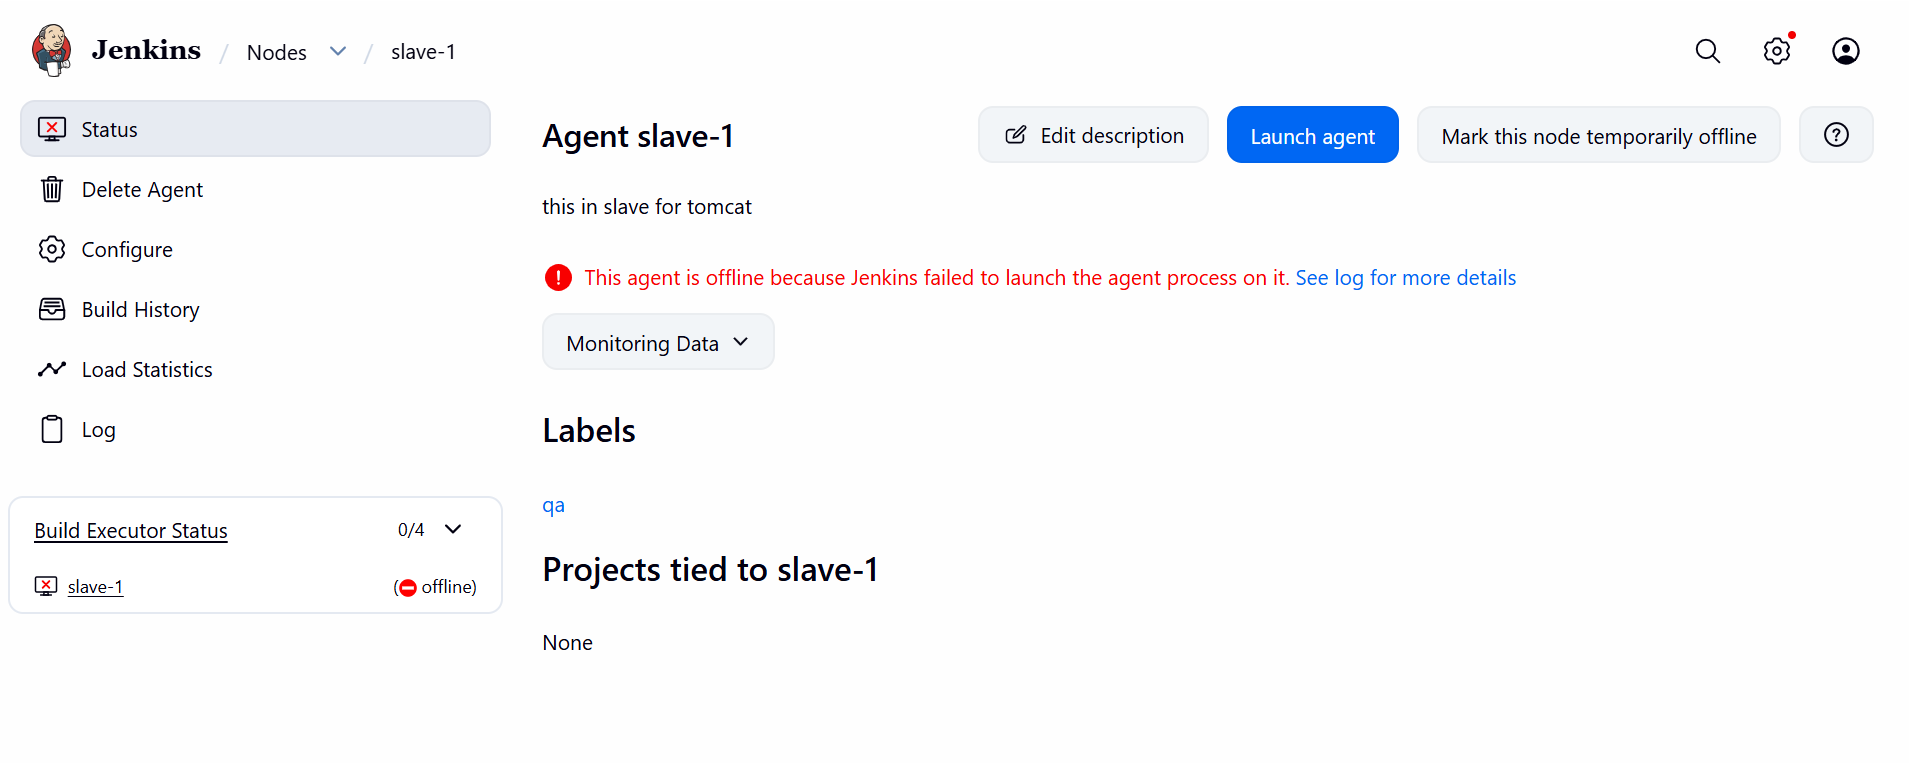 Jenkins / Nodes / slave-1
Status
Delete Agent
Configure
Build History
Load Statistics
Log
Build Executor Status 0/4
slave-1 (offline)
Agent slave-1
Edit description
Launch agent
Mark this node temporarily offline
this in slave for tomcat
This agent is offline because Jenkins failed to launch the agent process on it. See log for more details
Monitoring Data
Labels
qa
Projects tied to slave-1
None